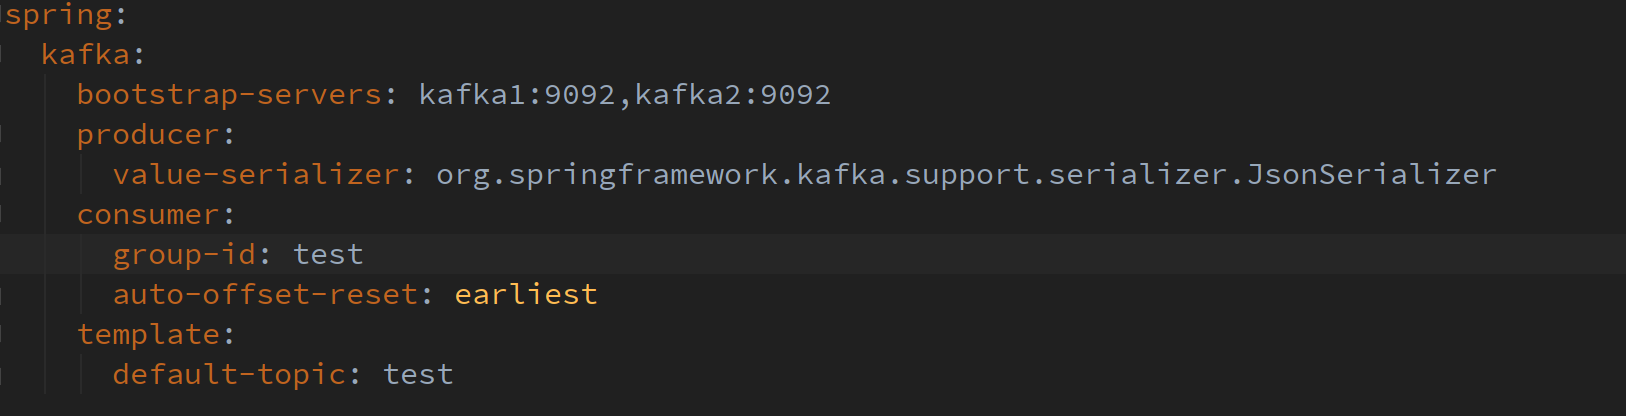 spring:
  kafka:
    bootstrap-servers: kafka1:9092,kafka2:9092
    producer:
      value-serializer: org.springframework.kafka.support.serializer.JsonSerializer
    consumer:
      group-id: test
      auto-offset-reset: earliest
    template:
      default-topic: test